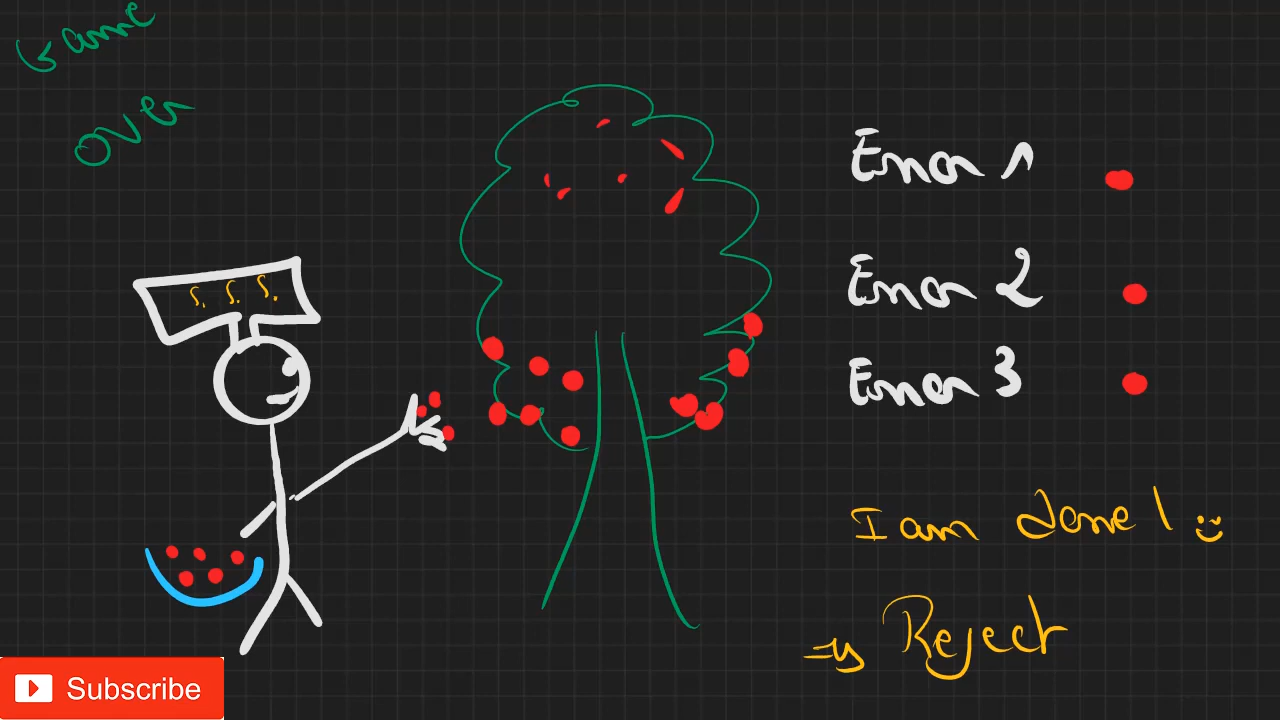 Game
over
S. S. S.
Error 1
Error 2
Error 3
I am done!
=> Reject
Subscribe